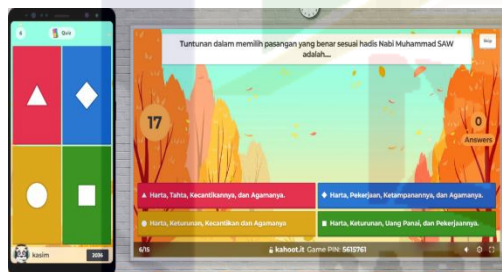 6
Quiz
kasim
2036
Tuntunan dalam memilih pasangan yang benar sesuai hadis Nabi Muhammad SAW
adalah....
Skip
17
0
Answers
Harta, Tahta, Kecantikannya, dan Agamanya.
Harta, Pekerjaan, Ketampanannya, dan Agamanya.
Harta, Keturunan, Kecantikan dan Agamanya
Harta, Keturunan, Uang Panai, dan Pekerjaannya.
6/15
kahoot.it Game PIN: 5615761